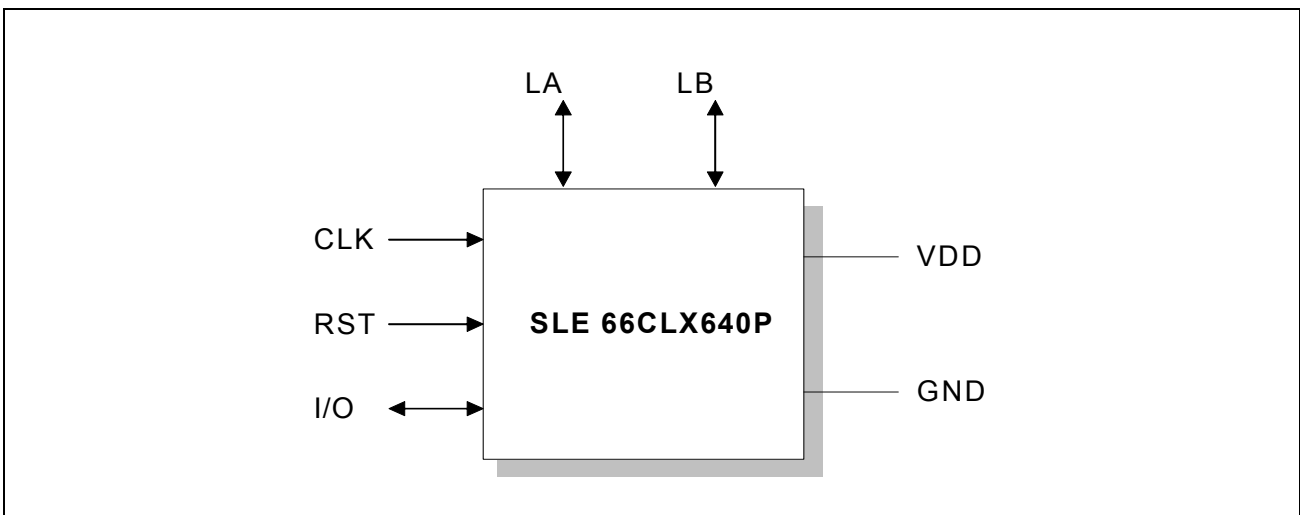 LA
LB
CLK
VDD
RST
SLE 66CLX640P
I/O
GND